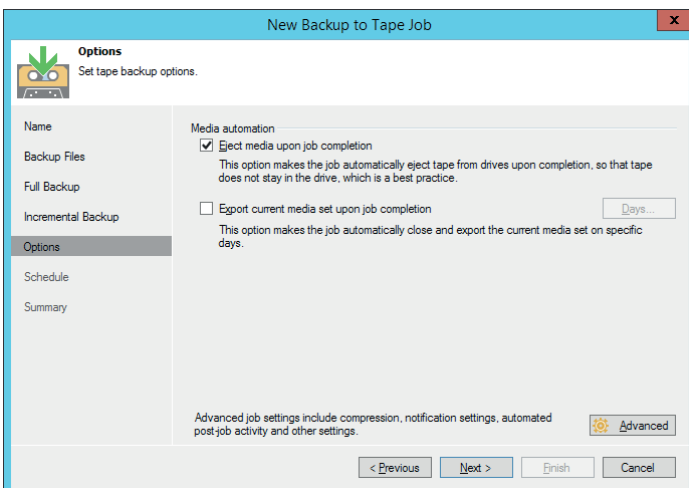 New Backup to Tape Job
x
Options
Set tape backup options.
Name
Backup Files
Full Backup
Incremental Backup
Options
Schedule
Summary
Media automation
Eject media upon job completion
This option makes the job automatically eject tape from drives upon completion, so that tape
does not stay in the drive, which is a best practice.
Export current media set upon job completion
Days...
This option makes the job automatically close and export the current media set on specific
days.
Advanced job settings include compression, notification settings, automated
post-job activity and other settings.
Advanced
< Previous
Next >
Finish
Cancel